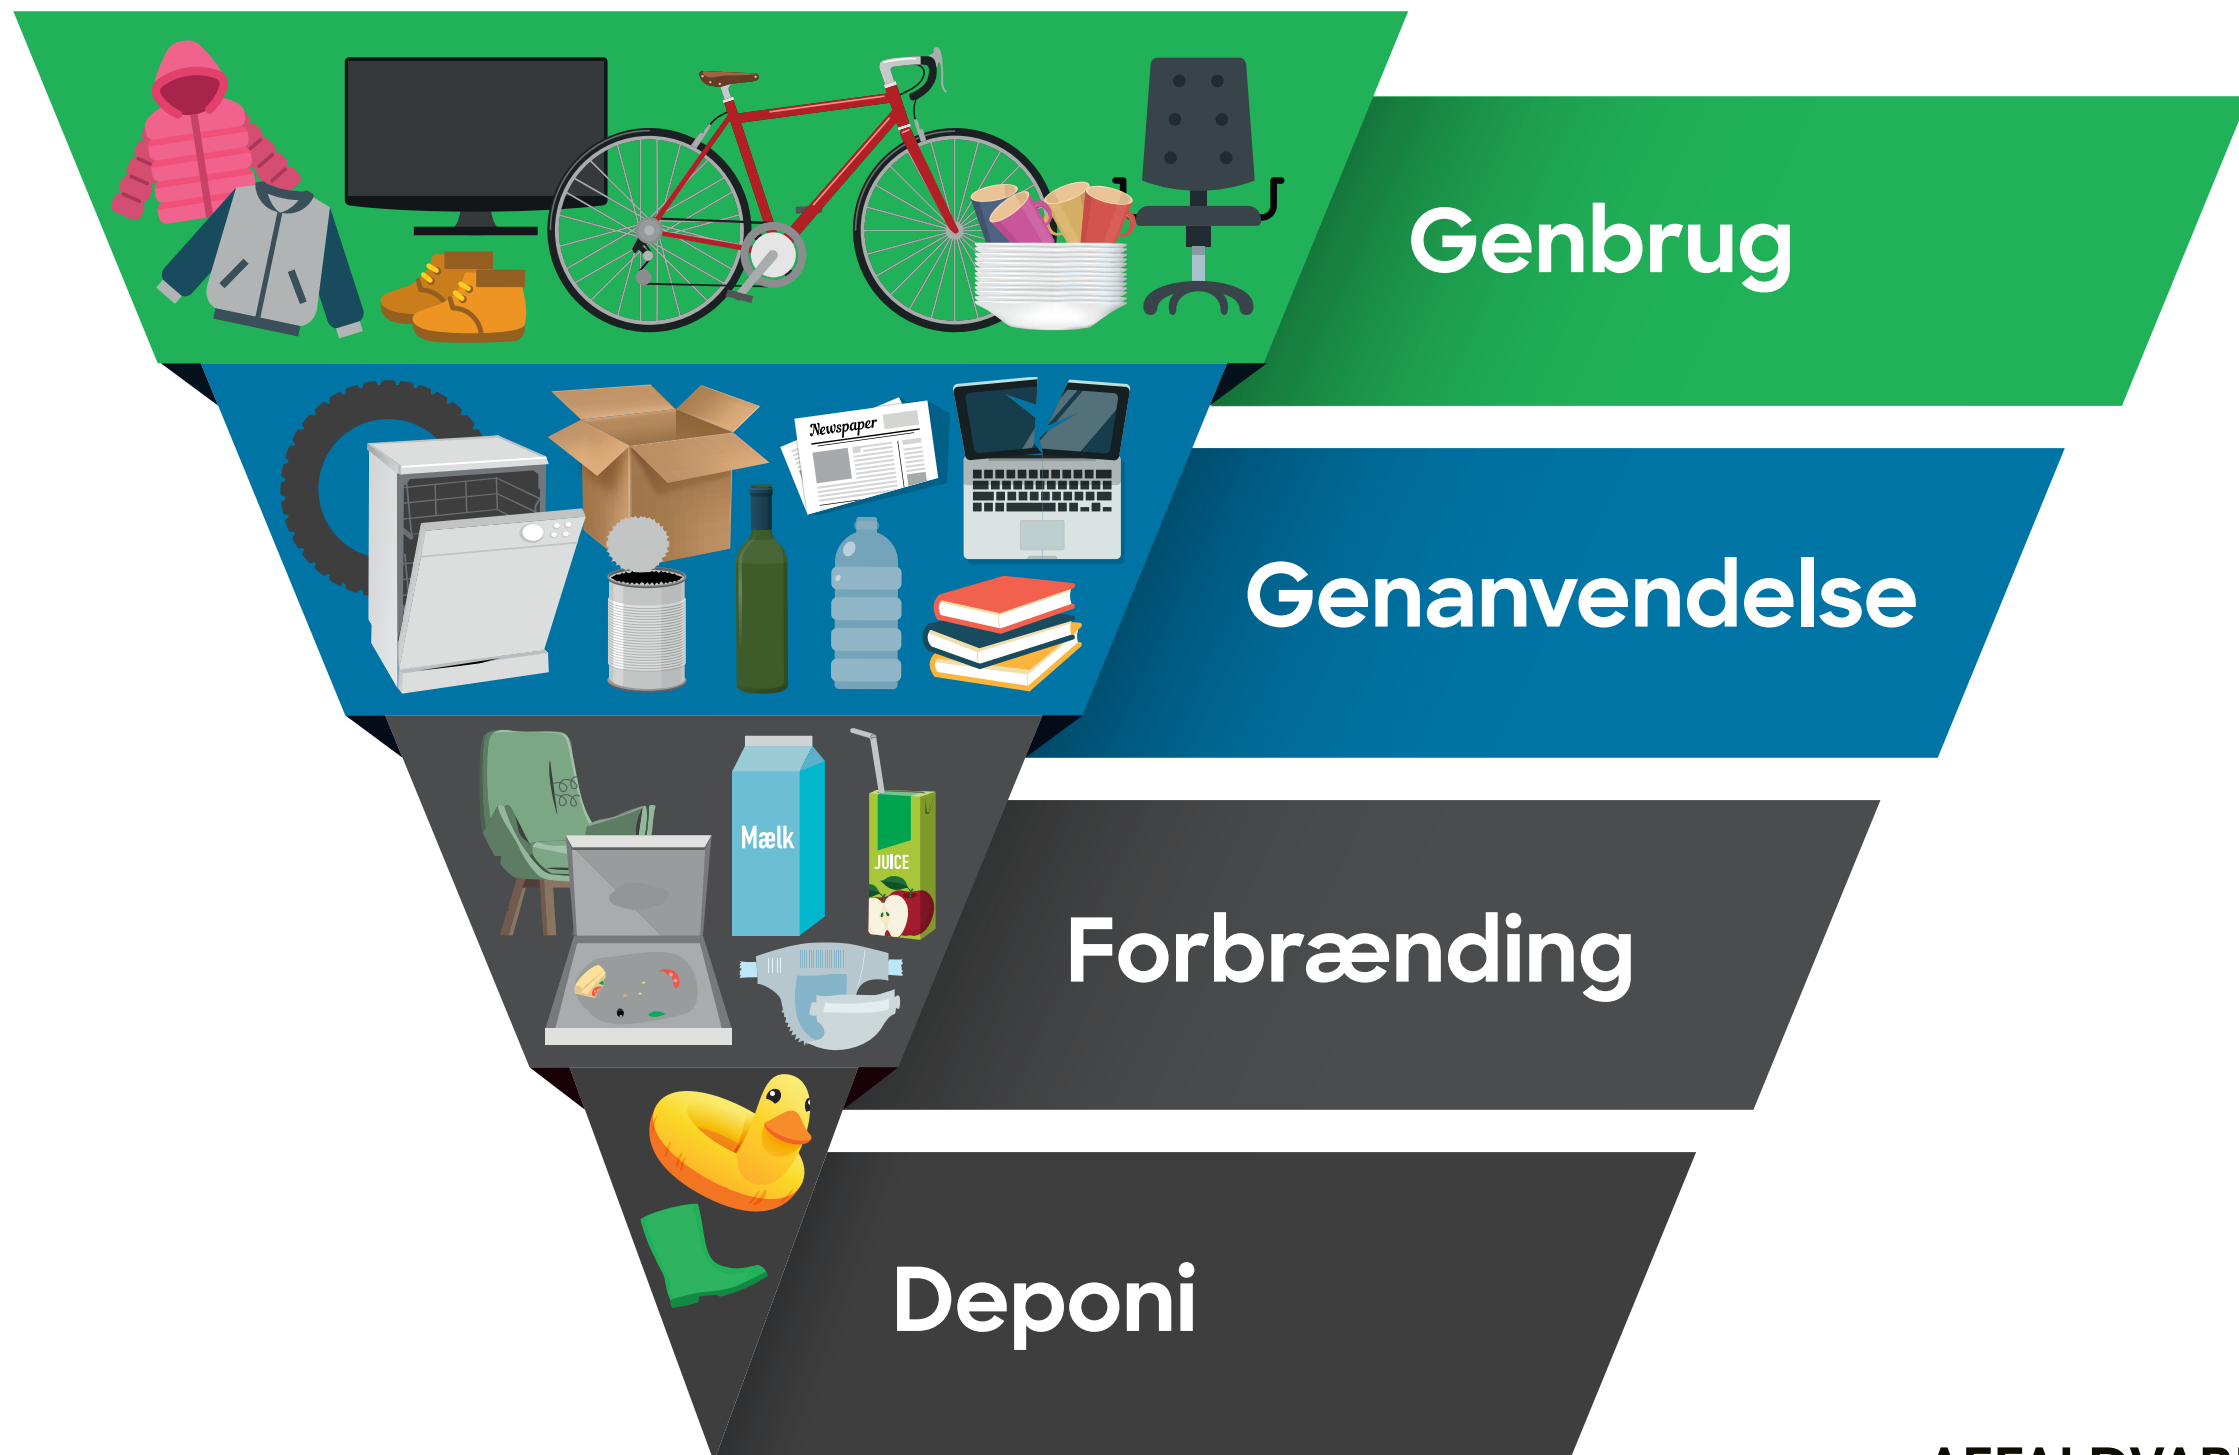 Genbrug
Newspaper
Genanvendelse
Mælk
JUICE
Forbrænding
Deponi